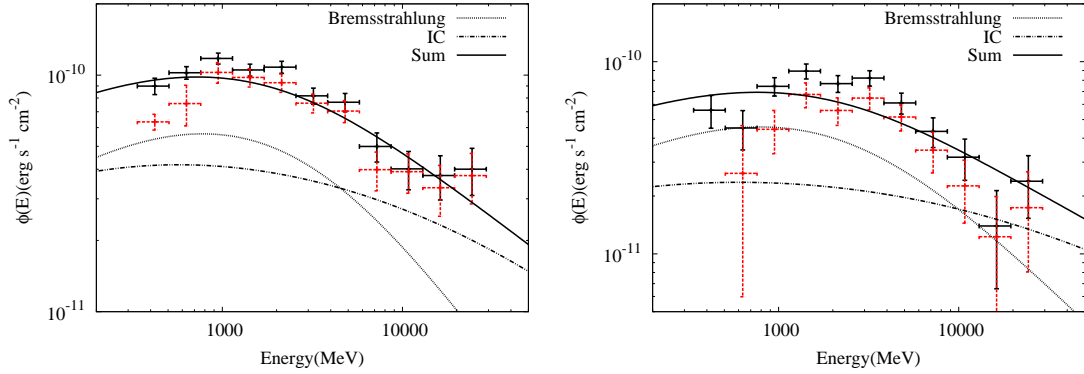 Bremsstrahlung
IC
Sum
10-10
10-11
1000
10000
Energy(MeV)
ϕ(E)(erg s-1 cm-2)
Bremsstrahlung
IC
Sum
10-10
10-11
1000
10000
Energy(MeV)
ϕ(E)(erg s-1 cm-2)